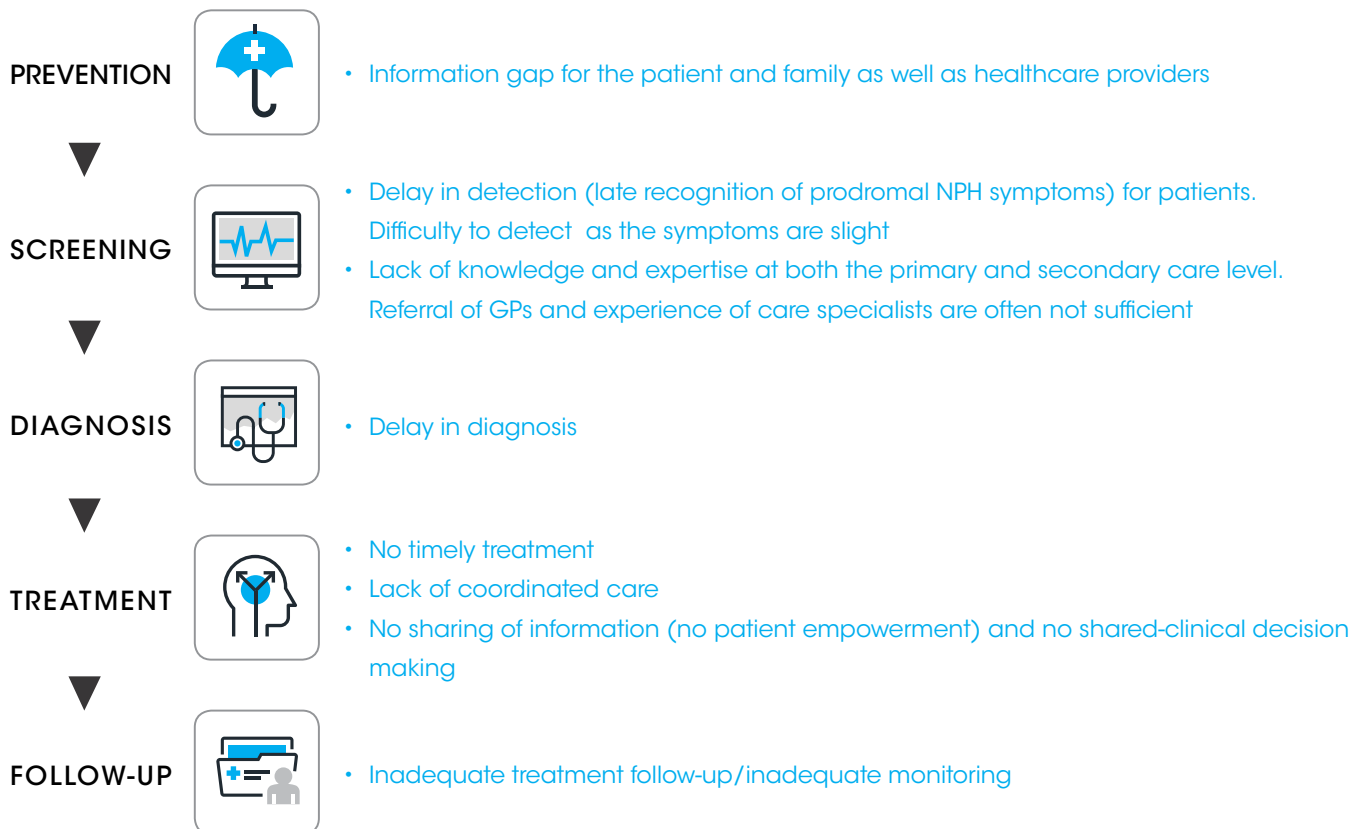 PREVENTION
• Information gap for the patient and family as well as healthcare providers
SCREENING
• Delay in detection (late recognition of prodromal NPH symptoms) for patients.
Difficulty to detect as the symptoms are slight
• Lack of knowledge and expertise at both the primary and secondary care level.
Referral of GPs and experience of care specialists are often not sufficient
DIAGNOSIS
• Delay in diagnosis
TREATMENT
• No timely treatment
• Lack of coordinated care
• No sharing of information (no patient empowerment) and no shared-clinical decision
making
FOLLOW-UP
• Inadequate treatment follow-up/inadequate monitoring